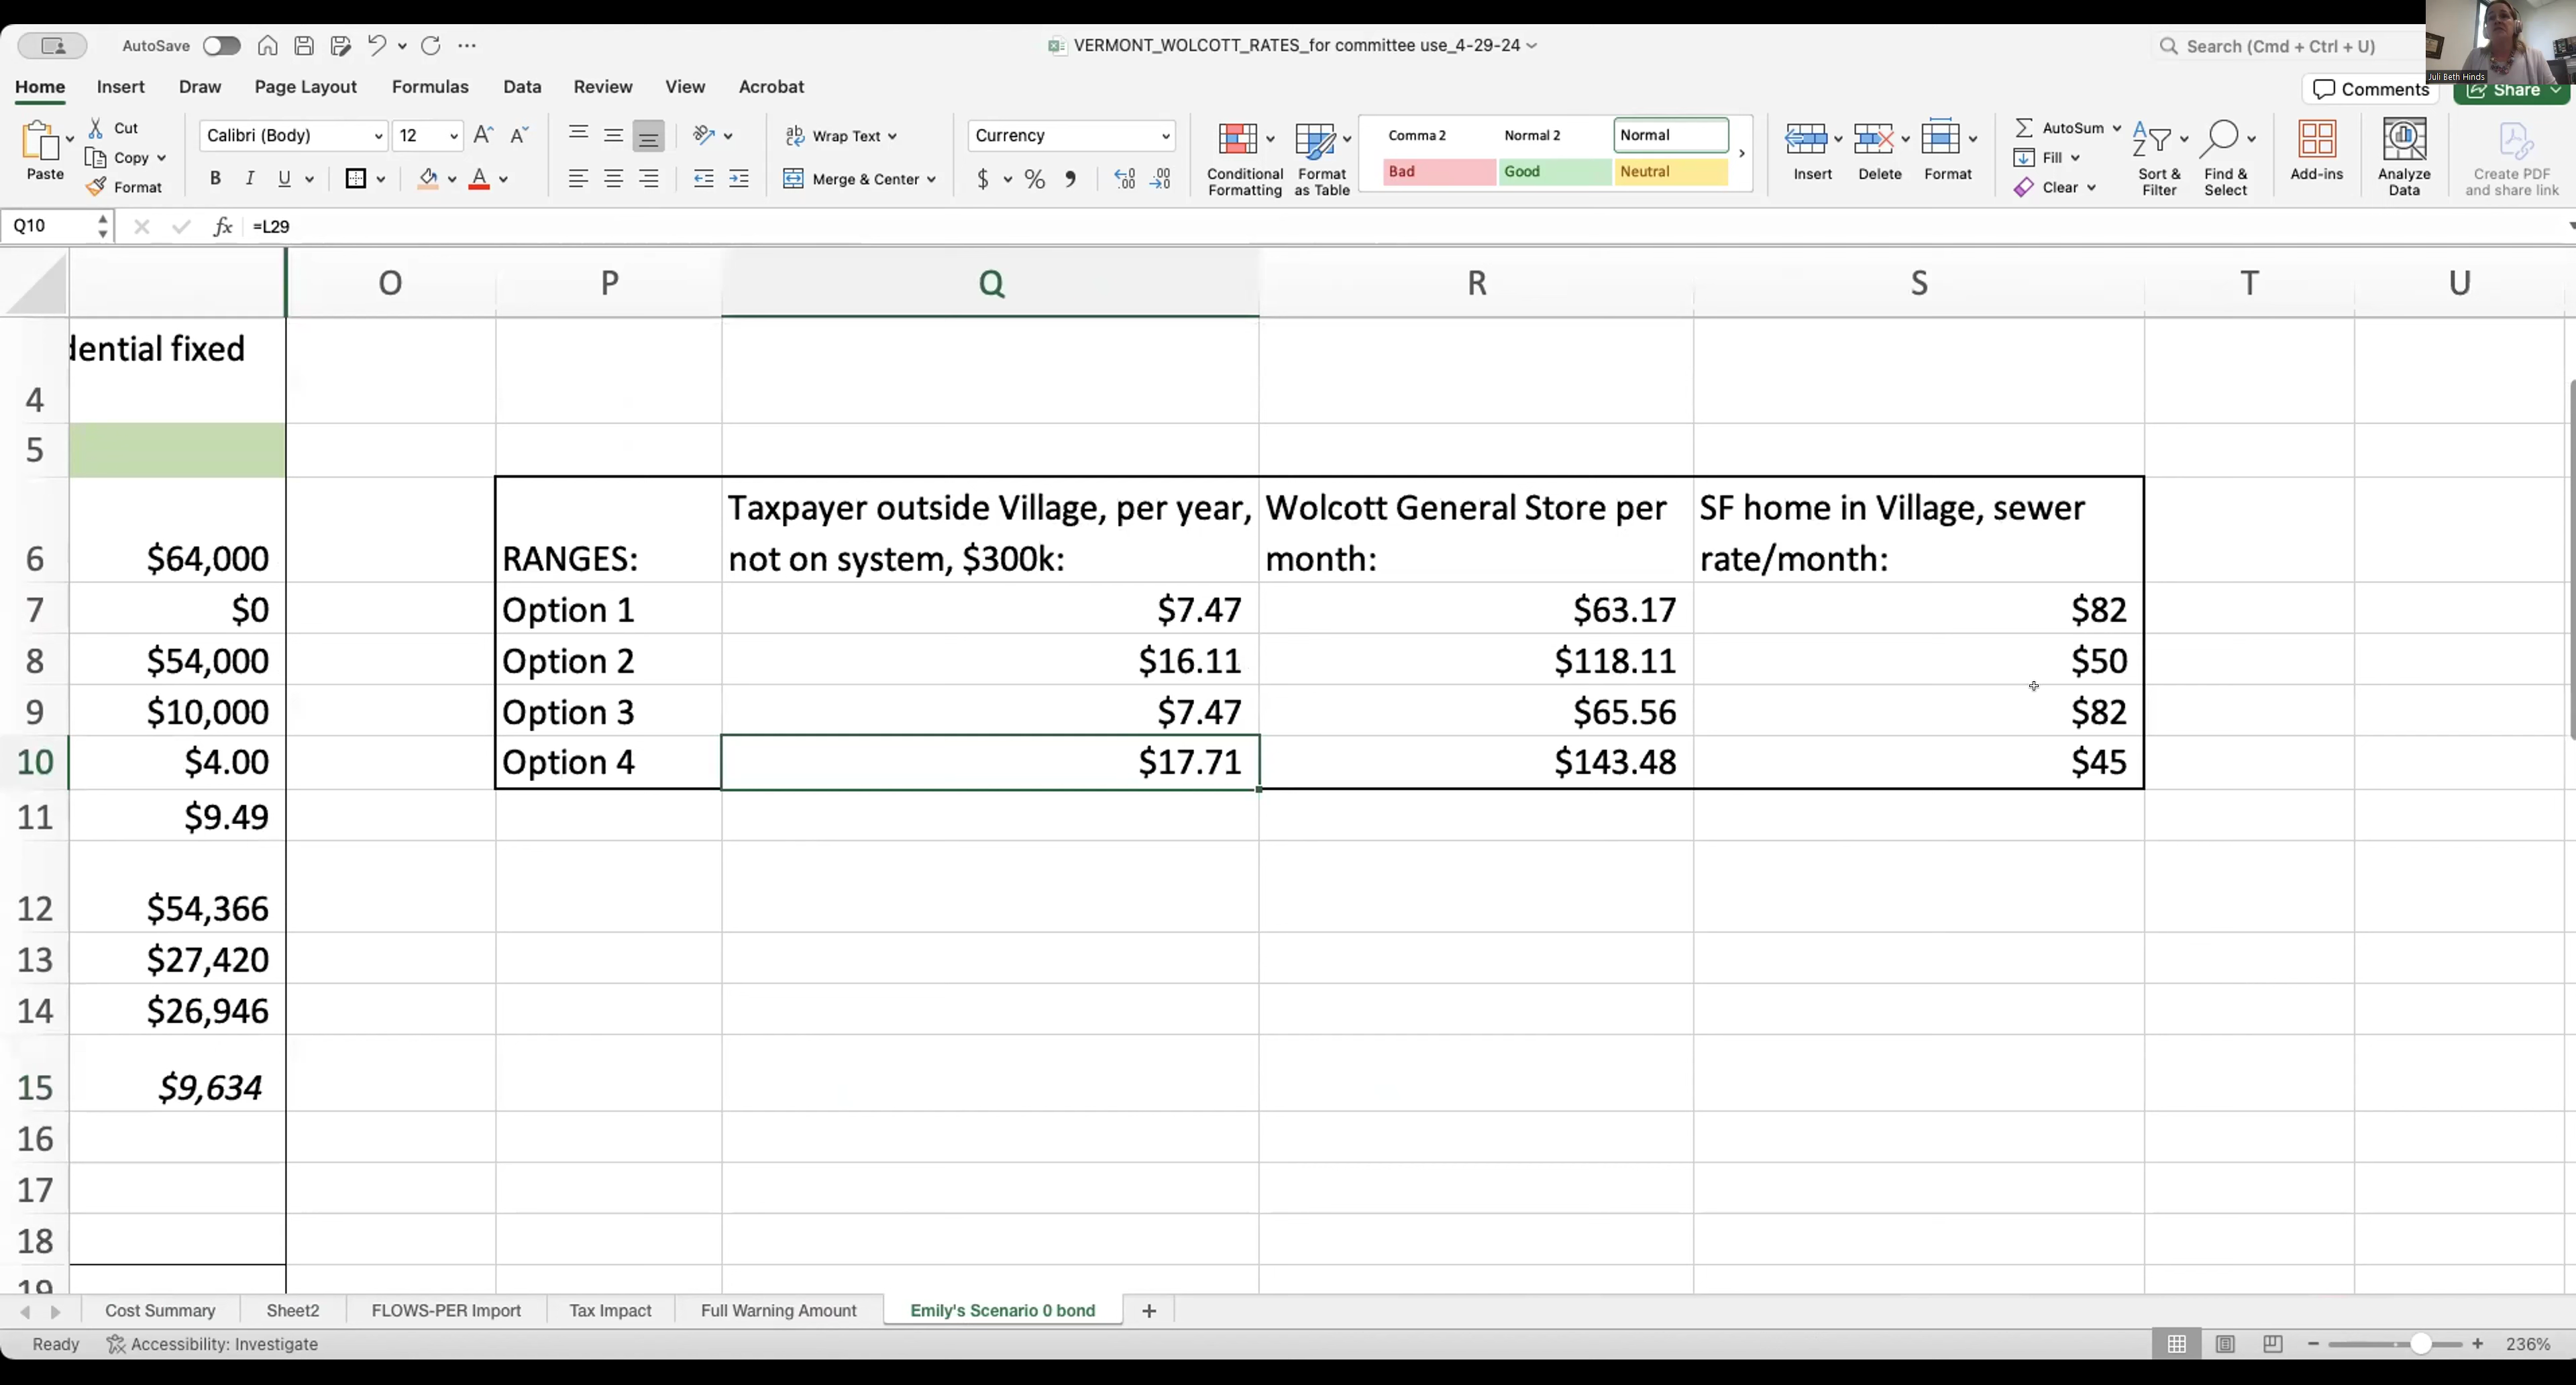 AutoSave
VERMONT_WOLCOTT_RATES_for committee use_4-29-24
Search (Cmd + Ctrl + U)
Juli Beth Hinds
Home Insert Draw Page Layout Formulas Data Review View Acrobat
Comments
Share
Paste
Cut
Copy
Format
Calibri (Body) 12
B I U
Wrap Text
Merge & Center
Currency
$ %
Conditional Formatting
Format as Table
Comma 2 Normal 2 Normal
Bad Good Neutral
Insert Delete Format
AutoSum
Fill
Clear
Sort & Filter
Find & Select
Add-ins
Analyze Data
Create PDF and share link
Q10 fx =L29
O P Q R S T U
dential fixed
4
5
Taxpayer outside Village, per year, Wolcott General Store per SF home in Village, sewer
6 $64,000 RANGES: not on system, $300k: month: rate/month:
7 $0 Option 1 $7.47 $63.17 $82
8 $54,000 Option 2 $16.11 $118.11 $50
9 $10,000 Option 3 $7.47 $65.56 $82
10 $4.00 Option 4 $17.71 $143.48 $45
11 $9.49
12 $54,366
13 $27,420
14 $26,946
15 $9,634
16
17
18
19
Cost Summary Sheet2 FLOWS-PER Import Tax Impact Full Warning Amount Emily's Scenario 0 bond +
Ready Accessibility: Investigate 236%